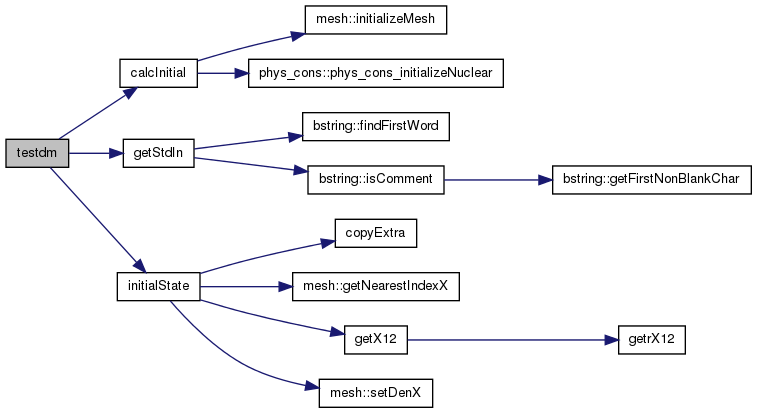 testdm
calcInitial
mesh::initializeMesh
phys_cons::phys_cons_initializeNuclear
getStdIn
bstring::findFirstWord
bstring::isComment
bstring::getFirstNonBlankChar
initialState
copyExtra
mesh::getNearestIndexX
getX12
getrX12
mesh::setDenX